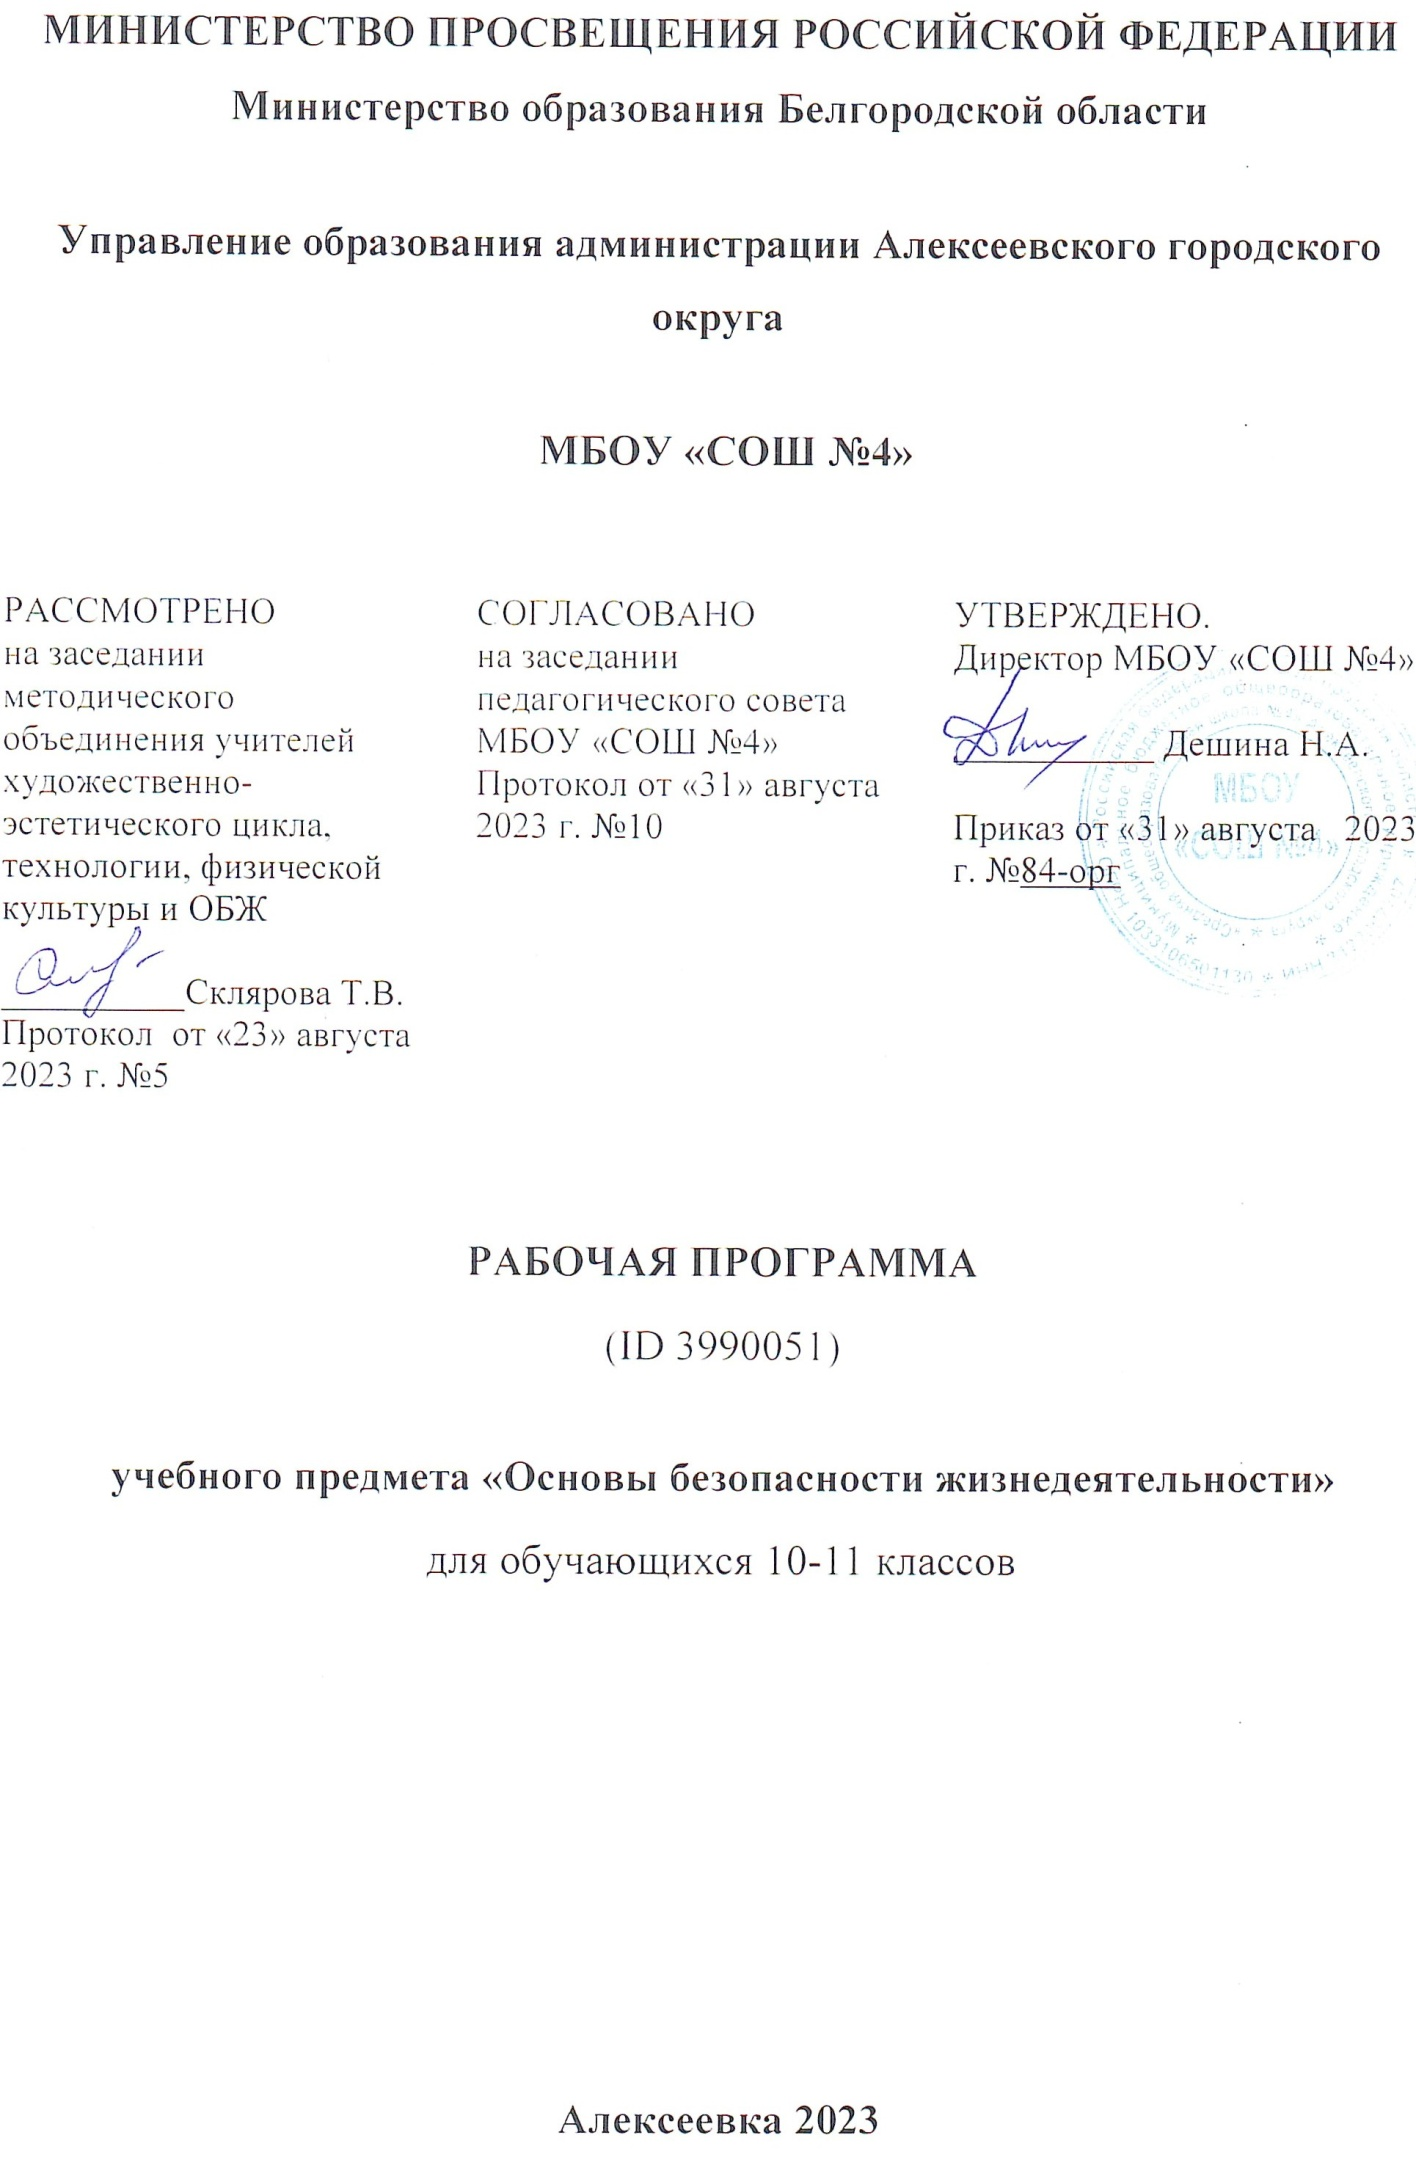 МИНИСТЕРСТВО ПРОСВЕЩЕНИЯ РОССИЙСКОЙ ФЕДЕРАЦИИ
Министерство образования Белгородской области
Управление образования администрации Алексеевского городского
округа
МБОУ «СОШ №4»
РАССМОТРЕНО
на заседании
методического
объединения учителей
художественно-
эстетического цикла,
технологии, физической
культуры и ОБЖ
Склярова Т.В.
Протокол от «23» августа
2023 г. №5
СОГЛАСОВАНО
на заседании
педагогического совета
МБОУ «СОШ №4»
Протокол от «31» августа
2023 г. №10
УТВЕРЖДЕНО.
Директор МБОУ «СОШ №4»
Дешина Н.А.
Приказ от «31» августа 2023
г. №84-орг
МБОУ
«СОШ №4»
РАБОЧАЯ ПРОГРАММА
(ID 3990051)
учебного предмета «Основы безопасности жизнедеятельности»
для обучающихся 10-11 классов
Алексеевка 2023